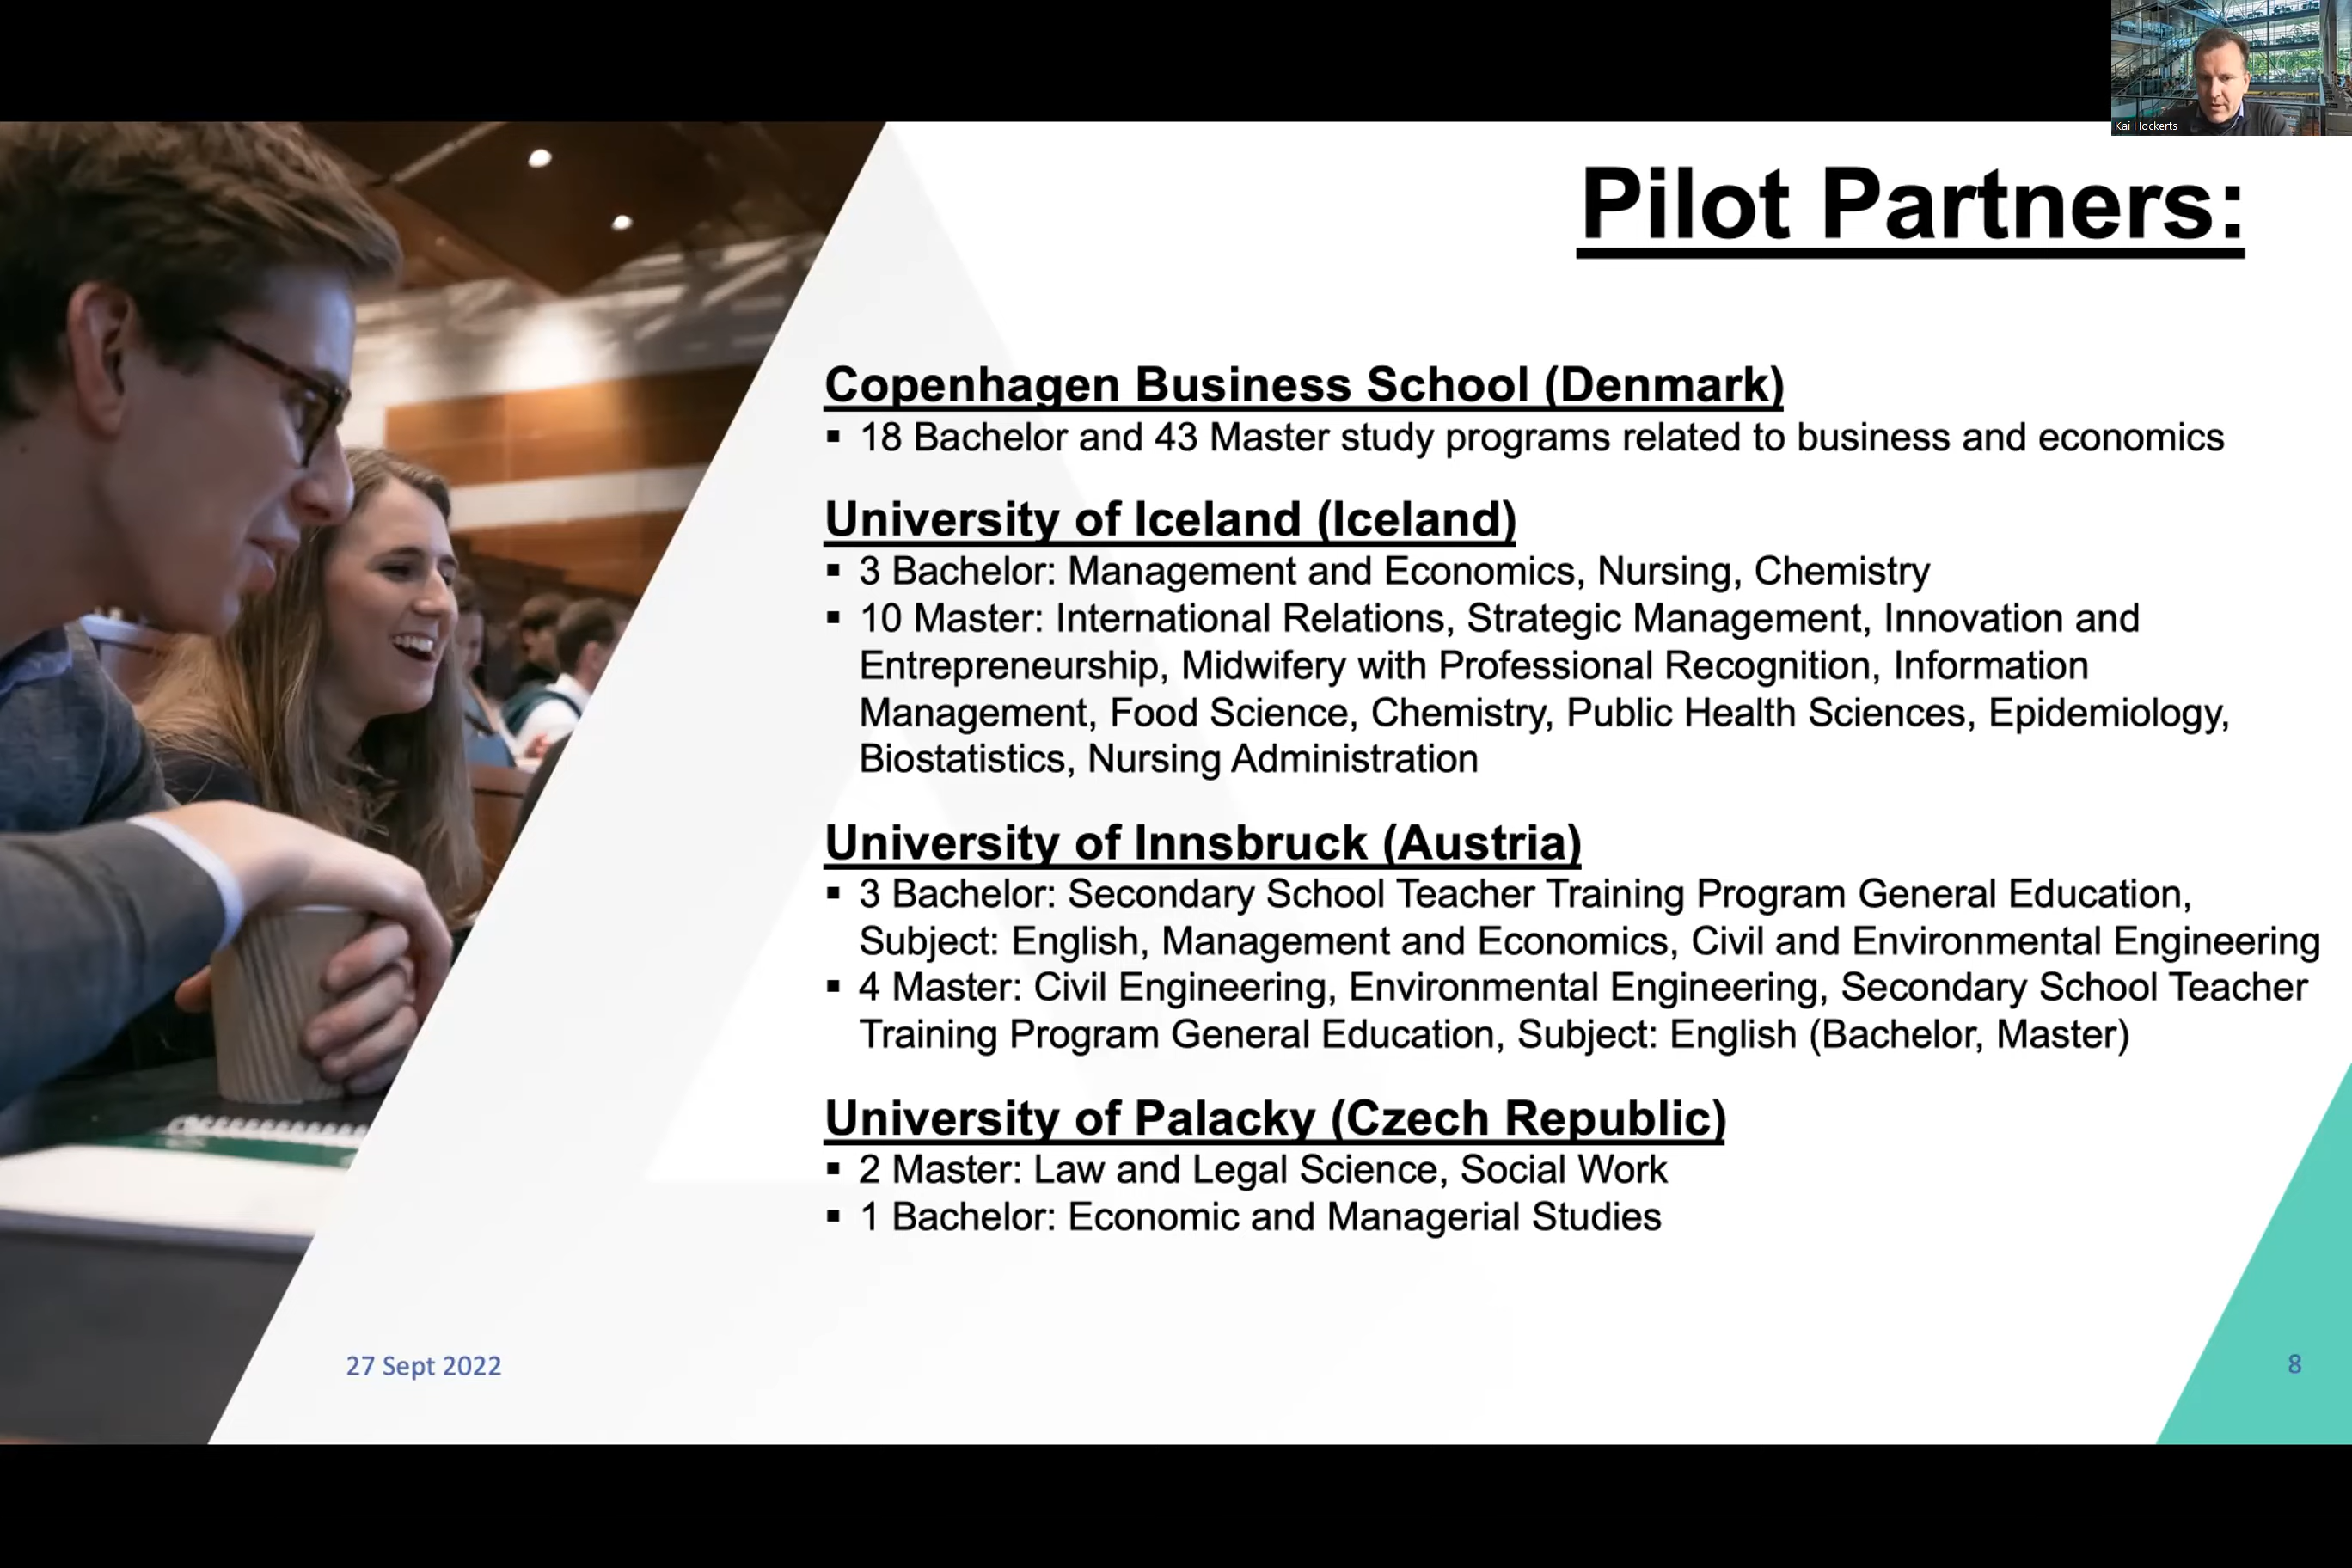 Kai Hockerts
Pilot Partners:
Copenhagen Business School (Denmark)
▪ 18 Bachelor and 43 Master study programs related to business and economics
University of Iceland (Iceland)
▪ 3 Bachelor: Management and Economics, Nursing, Chemistry
▪ 10 Master: International Relations, Strategic Management, Innovation and
Entrepreneurship, Midwifery with Professional Recognition, Information
Management, Food Science, Chemistry, Public Health Sciences, Epidemiology,
Biostatistics, Nursing Administration
University of Innsbruck (Austria)
▪ 3 Bachelor: Secondary School Teacher Training Program General Education,
Subject: English, Management and Economics, Civil and Environmental Engineering
▪ 4 Master: Civil Engineering, Environmental Engineering, Secondary School Teacher
Training Program General Education, Subject: English (Bachelor, Master)
University of Palacky (Czech Republic)
▪ 2 Master: Law and Legal Science, Social Work
▪ 1 Bachelor: Economic and Managerial Studies
27 Sept 2022
8